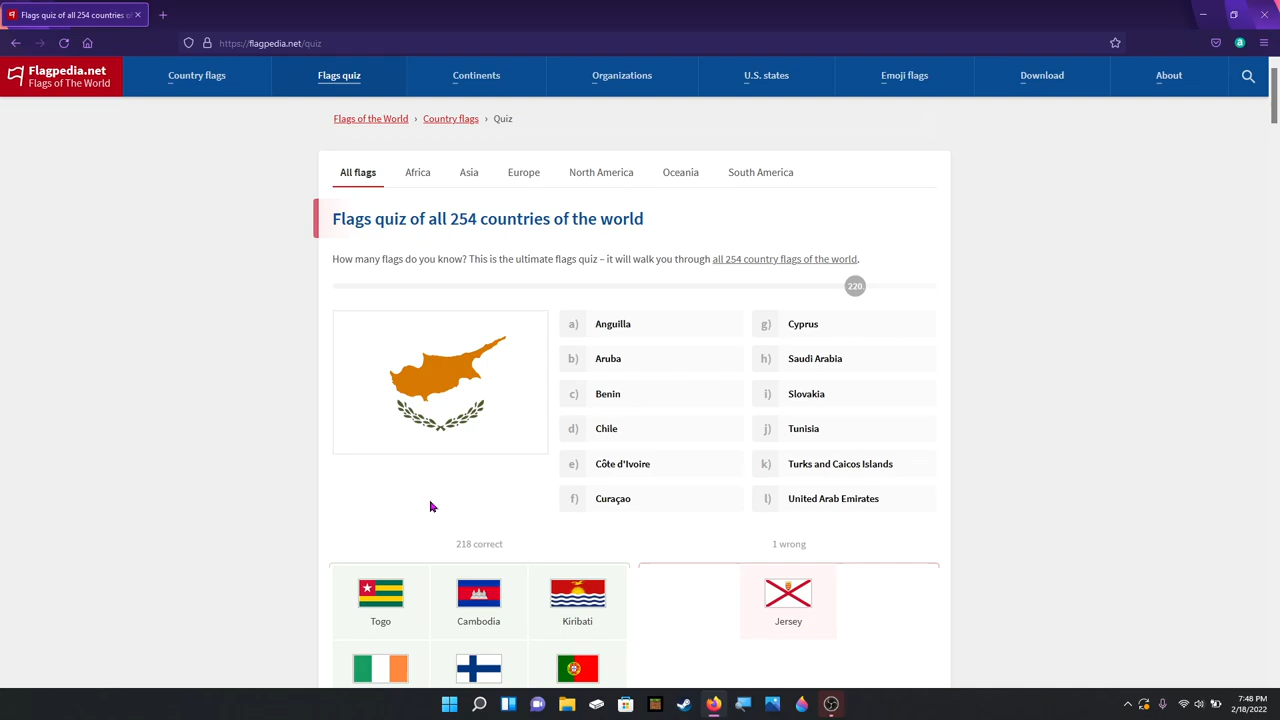 Flags quiz of all 254 countries of
https://flagpedia.net/quiz
Flagpedia.net
Flags of The World
Country flags
Flags quiz
Continents
Organizations
U.S. states
Emoji flags
Download
About
Flags of the World › Country flags › Quiz
All flags
Africa
Asia
Europe
North America
Oceania
South America
Flags quiz of all 254 countries of the world
How many flags do you know? This is the ultimate flags quiz – it will walk you through all 254 country flags of the world.
220.
a) Anguilla
b) Aruba
c) Benin
d) Chile
e) Côte d'Ivoire
f) Curaçao
g) Cyprus
h) Saudi Arabia
i) Slovakia
j) Tunisia
k) Turks and Caicos Islands
l) United Arab Emirates
218 correct
1 wrong
Togo
Cambodia
Kiribati
Jersey
7:48 PM
2/18/2022